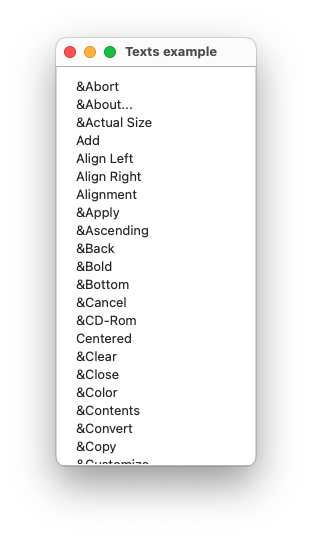 Texts example
&Abort
&About...
&Actual Size
Add
Align Left
Align Right
Alignment
&Apply
&Ascending
&Back
&Bold
&Bottom
&Cancel
&CD-Rom
Centered
&Clear
&Close
&Color
&Contents
&Convert
&Copy
&Customize